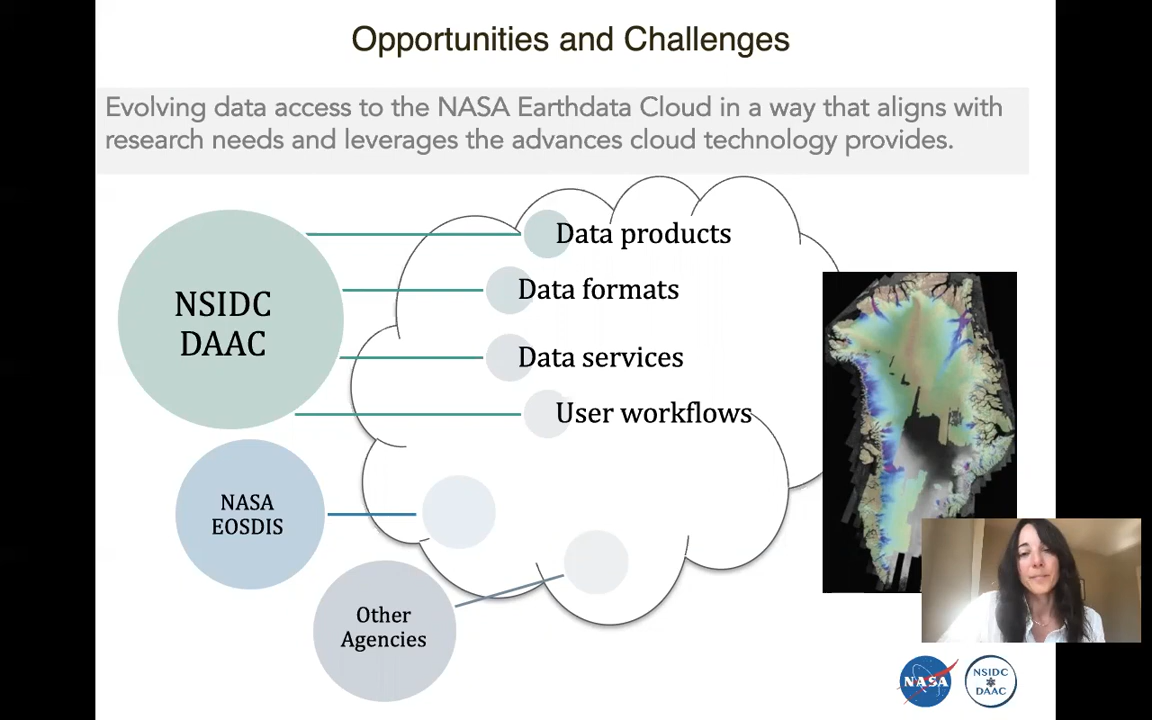 Opportunities and Challenges
Evolving data access to the NASA Earthdata Cloud in a way that aligns with
research needs and leverages the advances cloud technology provides.
NSIDC
DAAC
Data products
Data formats
Data services
User workflows
NASA
EOSDIS
Other
Agencies
NASA
NSIDC
DAAC